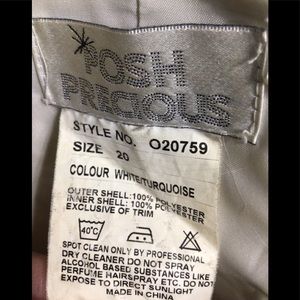 POSH
PRECIOUS
STYLE NO. O20759
SIZE 20
COLOUR WHITE/TURQUOISE
OUTER SHELL:100% POLYESTER
INNER SHELL:100% POLYESTER
EXCLUSIVE OF TRIM
40°C
SPOT CLEAN ONLY BY PROFESSIONAL
DRY CLEANER DO NOT SPRAY
ALCOHOL BASED SUBSTANCES LIKE
PERFUME HAIRSPRAY ETC. DO NOT
EXPOSE TO DIRECT SUNLIGHT
MADE IN CHINA